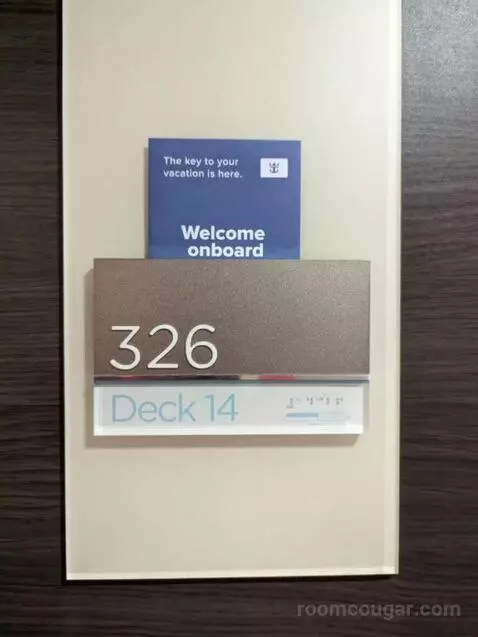 The key to your
vacation is here.
Welcome
onboard
326
Deck 14
roomcougar.com